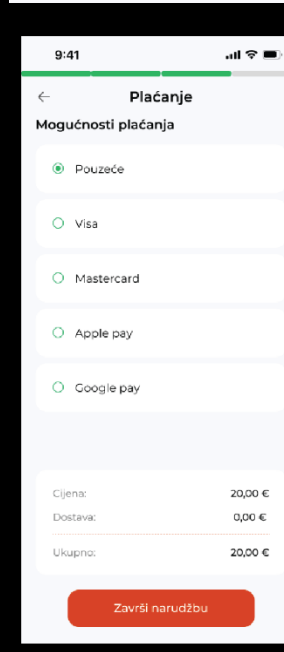 9:41
Plaćanje
Mogućnosti plaćanja
Pouzeće
Visa
Mastercard
Apple pay
Google pay
Cijena: 20,00 €
Dostava: 0,00 €
Ukupno: 20,00 €
Završi narudžbu